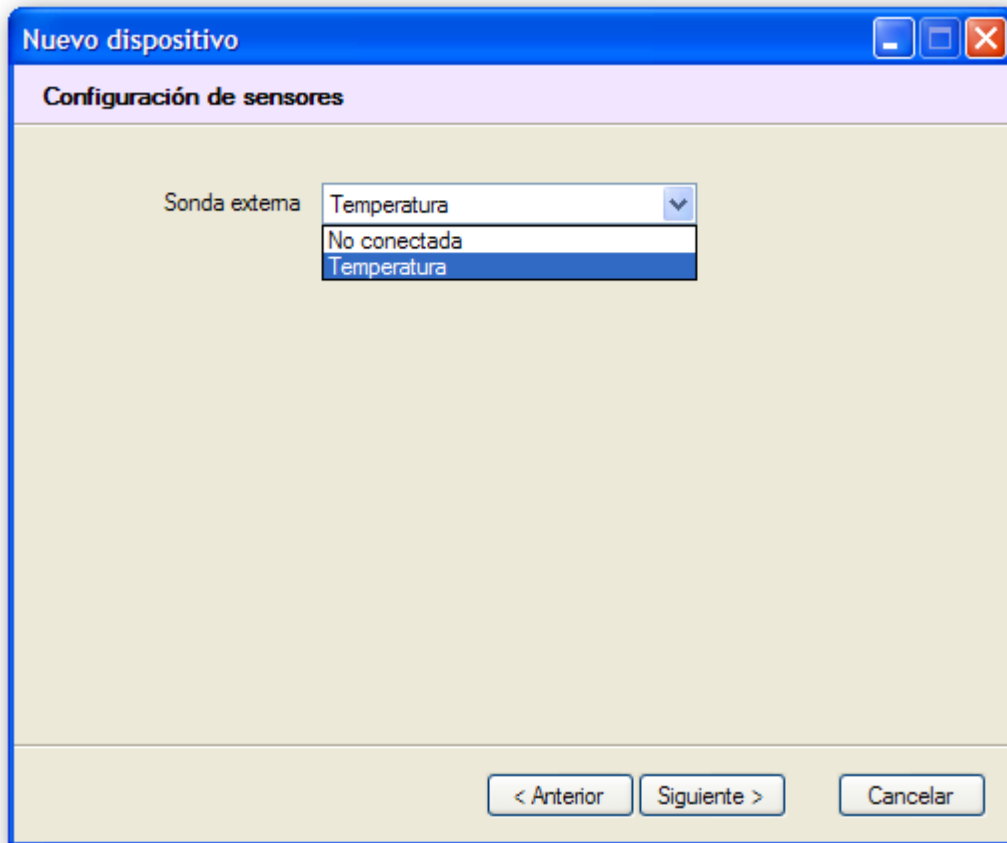 Nuevo dispositivo
Configuración de sensores
Sonda externa Temperatura
No conectada
Temperatura
< Anterior Siguiente > Cancelar